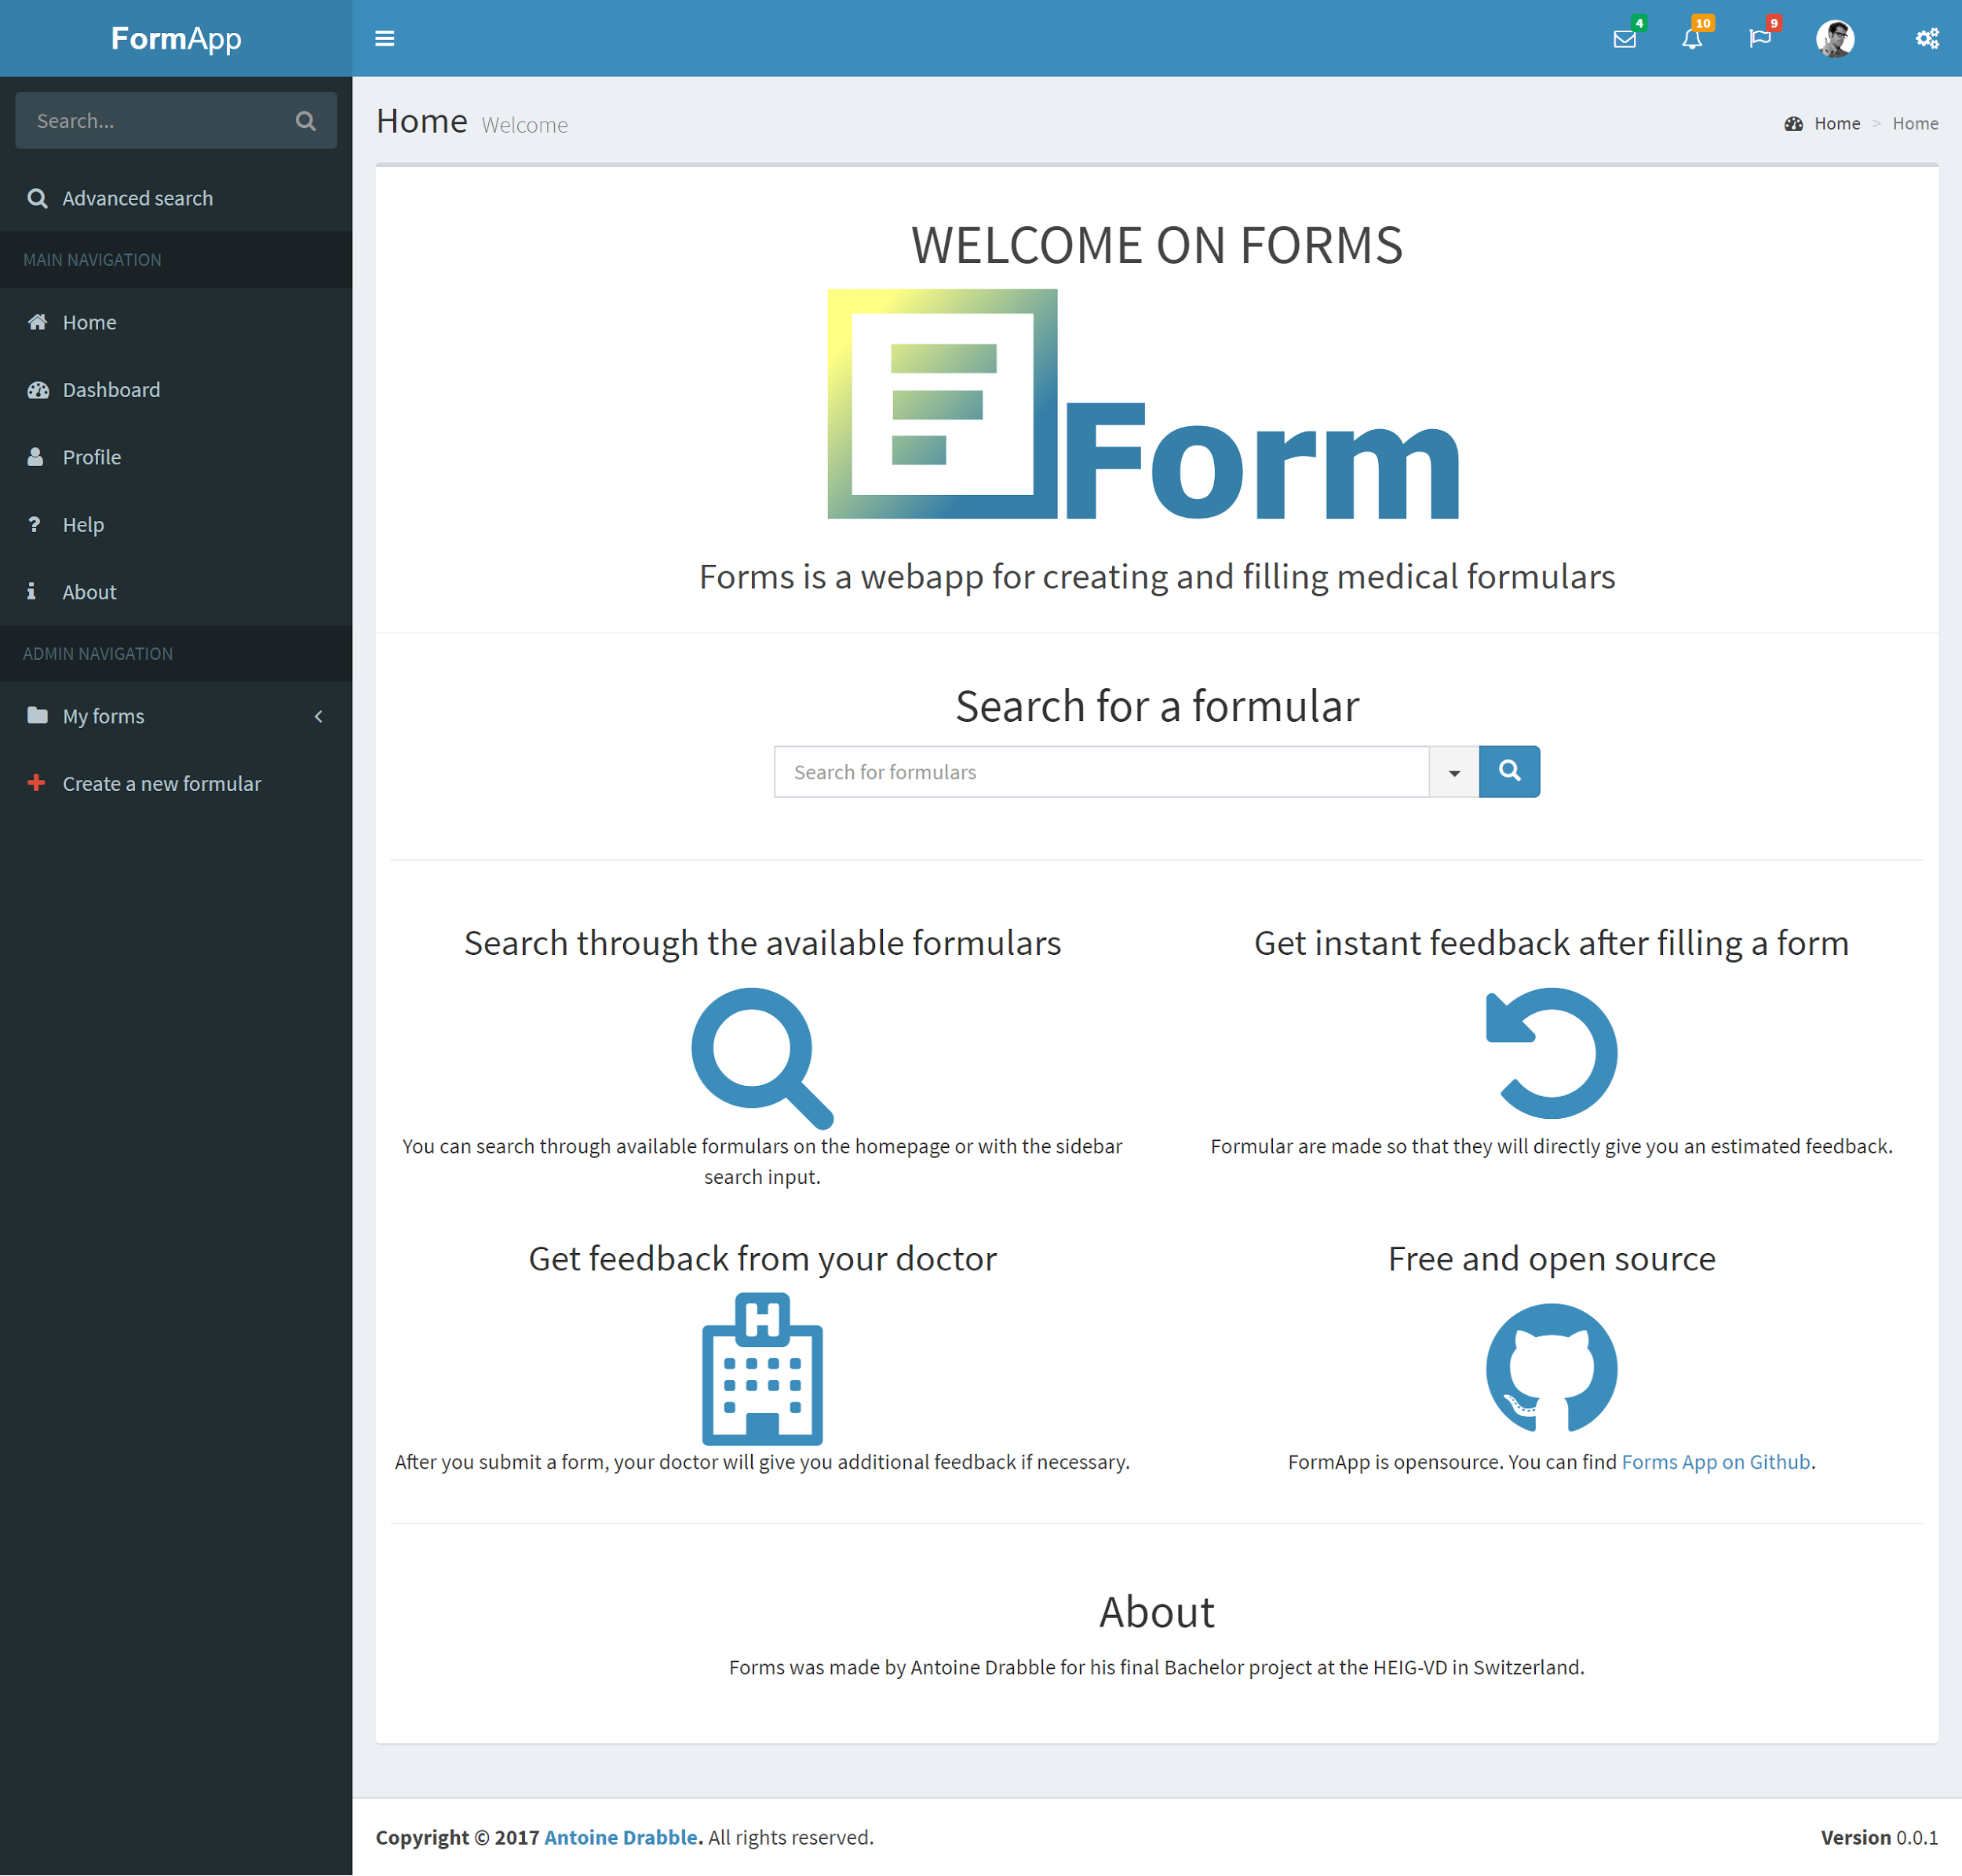 FormApp
4
10
9
Search...
Advanced search
MAIN NAVIGATION
Home
Dashboard
Profile
Help
About
ADMIN NAVIGATION
My forms
Create a new formular
Home Welcome
Home > Home
WELCOME ON FORMS
Form
Forms is a webapp for creating and filling medical formulars
Search for a formular
Search for formulars
Search through the available formulars
You can search through available formulars on the homepage or with the sidebar
search input.
Get instant feedback after filling a form
Formular are made so that they will directly give you an estimated feedback.
Get feedback from your doctor
H
After you submit a form, your doctor will give you additional feedback if necessary.
Free and open source
FormApp is opensource. You can find Forms App on Github.
About
Forms was made by Antoine Drabble for his final Bachelor project at the HEIG-VD in Switzerland.
Copyright © 2017 Antoine Drabble. All rights reserved.
Version 0.0.1